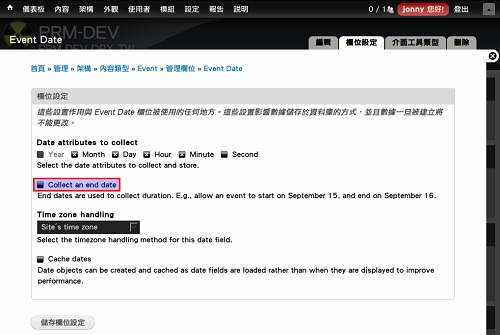 儀表板 內容 架構 外觀 使用者 模組 設定 報告 說明 0 / 1 jonny 您好! 登出
PRM-DEV
PRM-DEV.DRX.TW
Event Date 編輯 欄位設定 介面工具類型 刪除
首頁 » 管理 » 架構 » 內容類型 » Event » 管理欄位 » Event Date
欄位設定
這些設置作用與 Event Date 欄位被使用的任何地方。這些設置影響數據儲存於資料庫的方式，並且數據一旦被建立將
不能更改。
Date attributes to collect
Year Month Day Hour Minute Second
Select the date attributes to collect and store.
Collect an end date
End dates are used to collect duration. E.g., allow an event to start on September 15, and end on September 16.
Time zone handling
Site's time zone
Select the timezone handling method for this date field.
Cache dates
Date objects can be created and cached as date fields are loaded rather than when they are displayed to improve
performance.
儲存欄位設定